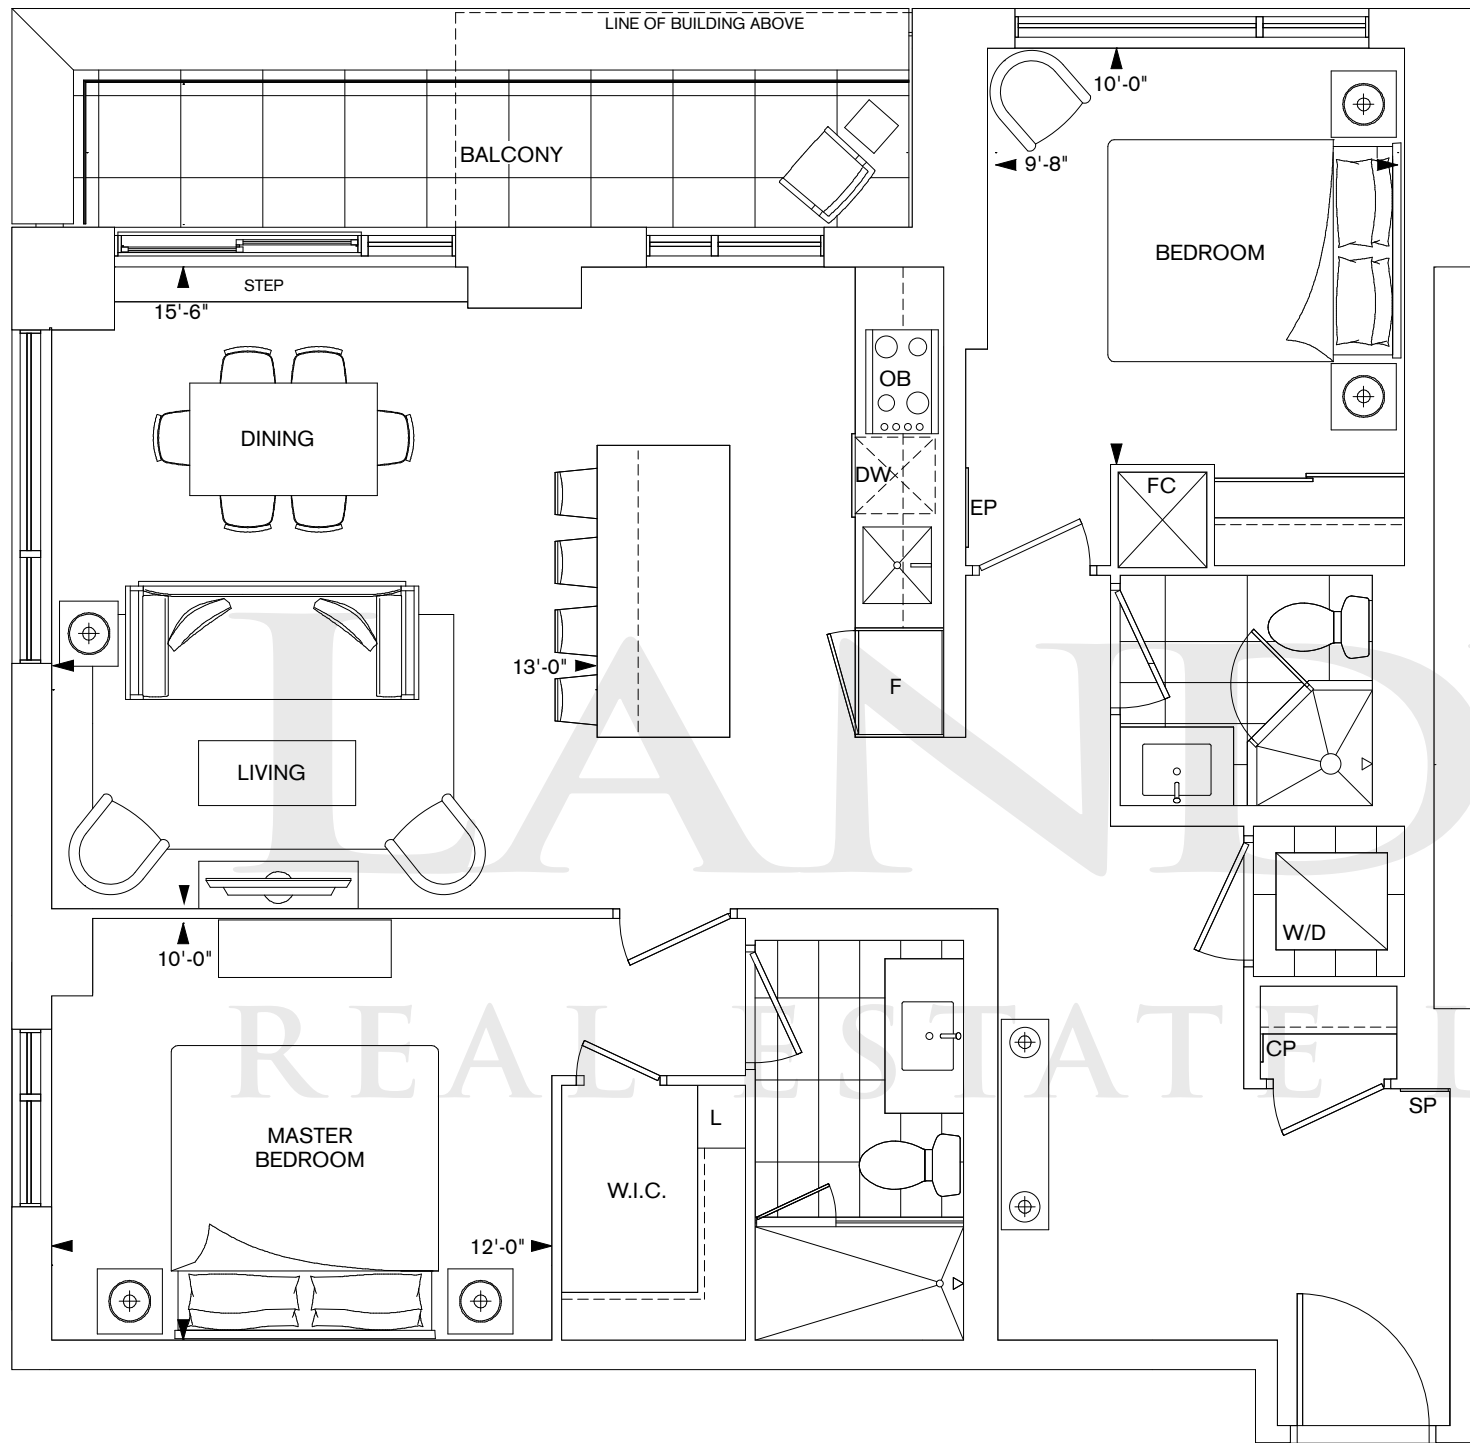 LINE OF BUILDING ABOVE
10'-0"
BALCONY
9'-8"
BEDROOM
STEP
15'-6"
OB
DINING
DW
FC
EP
13'-0"
F
LIVING
LAND
W/D
10'-0"
REAL ESTATE
CP
SP
L
MASTER
BEDROOM
W.I.C.
12'-0"